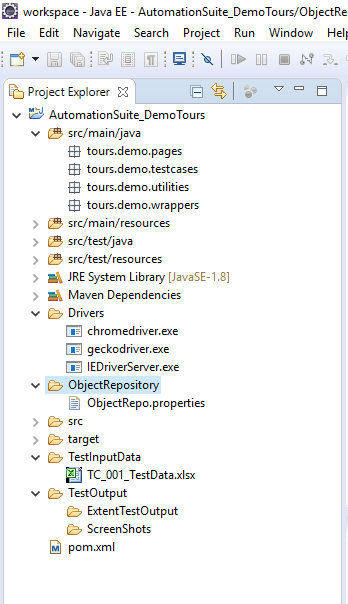 workspace - Java EE - AutomationSuite_DemoTours/ObjectRe
File Edit Navigate Search Project Run Window Help
Project Explorer
AutomationSuite_DemoTours
src/main/java
tours.demo.pages
tours.demo.testcases
tours.demo.utilities
tours.demo.wrappers
src/main/resources
src/test/java
src/test/resources
JRE System Library [JavaSE-1.8]
Maven Dependencies
Drivers
chromedriver.exe
geckodriver.exe
IEDriverServer.exe
ObjectRepository
ObjectRepo.properties
src
target
TestInputData
TC_001_TestData.xlsx
TestOutput
ExtentTestOutput
ScreenShots
pom.xml